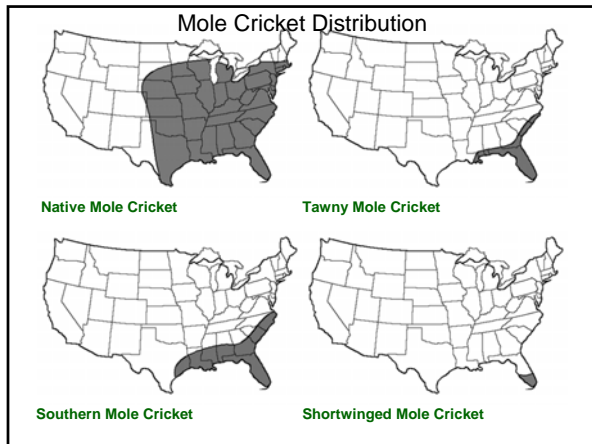 Mole Cricket Distribution
Native Mole Cricket
Tawny Mole Cricket
Southern Mole Cricket
Shortwinged Mole Cricket